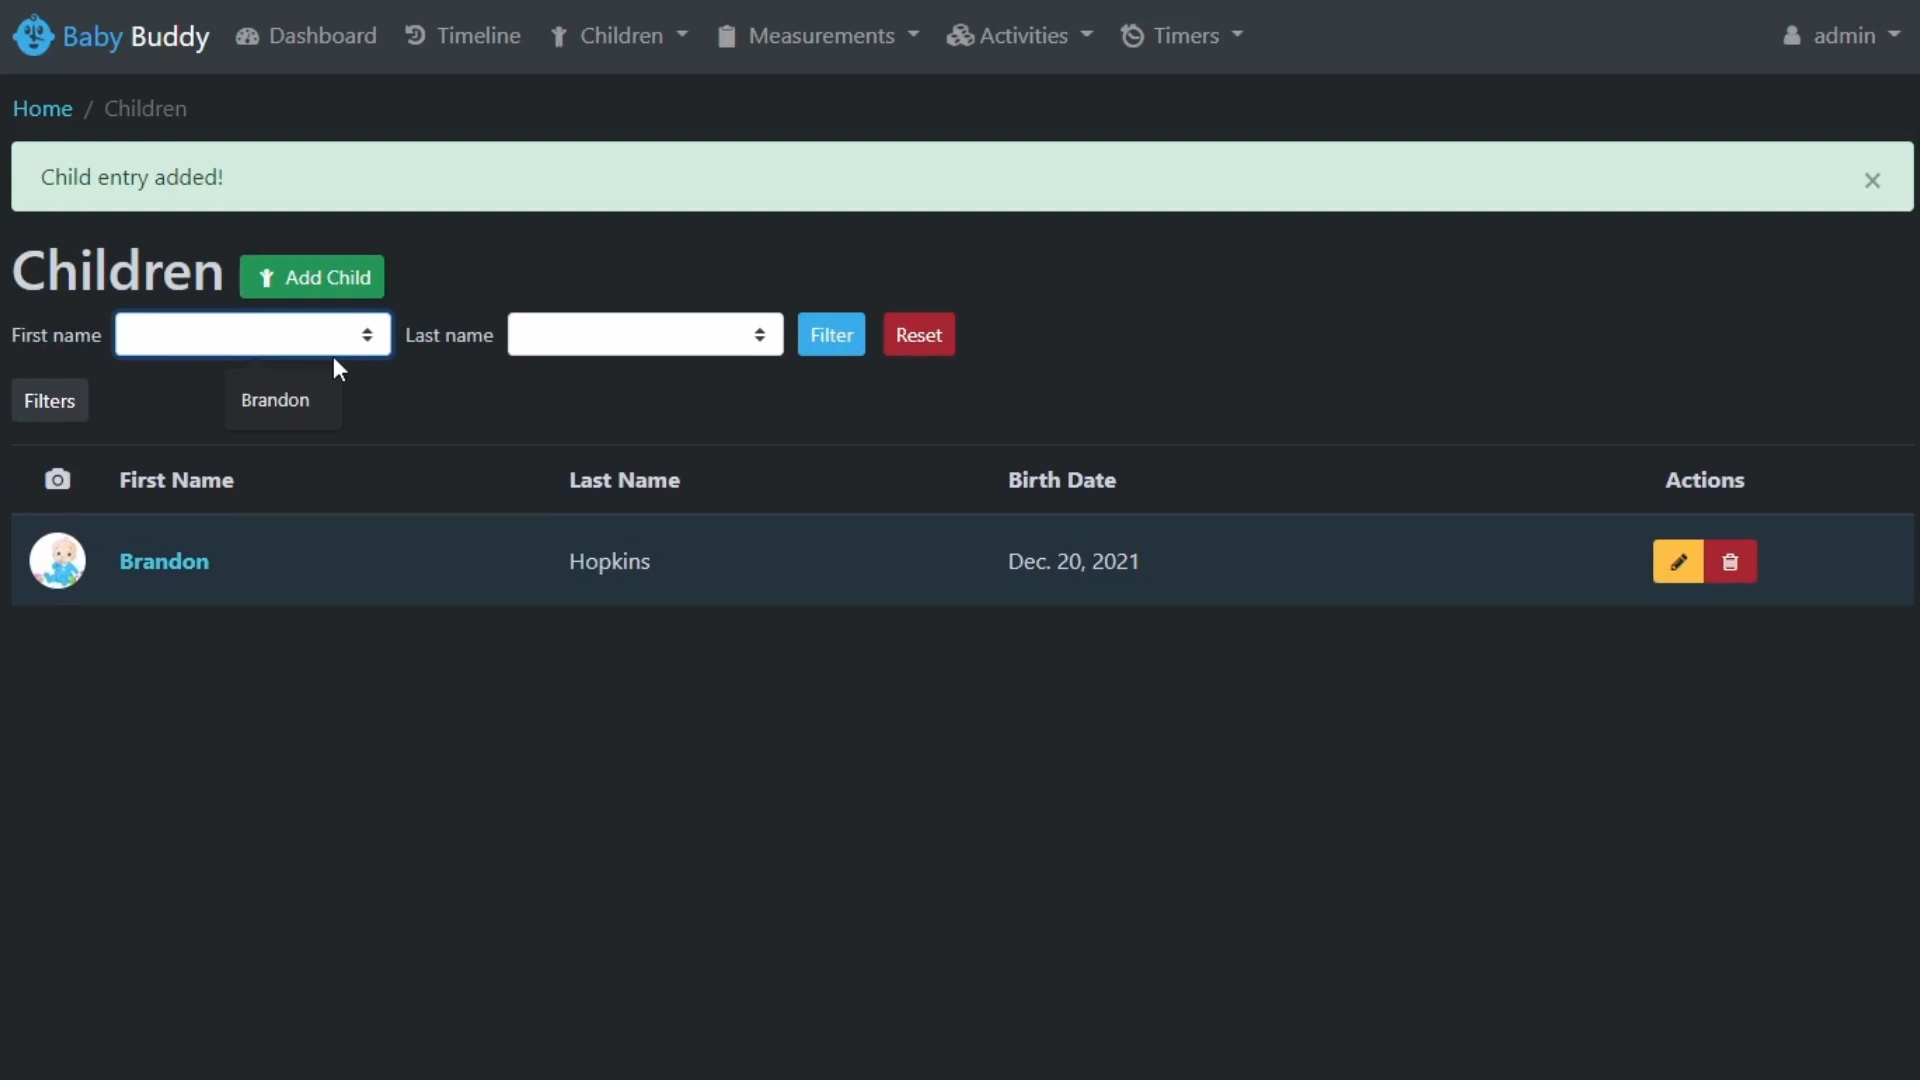 Baby Buddy Dashboard Timeline Children Measurements Activities Timers admin
Home / Children
Child entry added!
Children Add Child
First name Last name Filter Reset
Filters Brandon
First Name Last Name Birth Date Actions
Brandon Hopkins Dec. 20, 2021